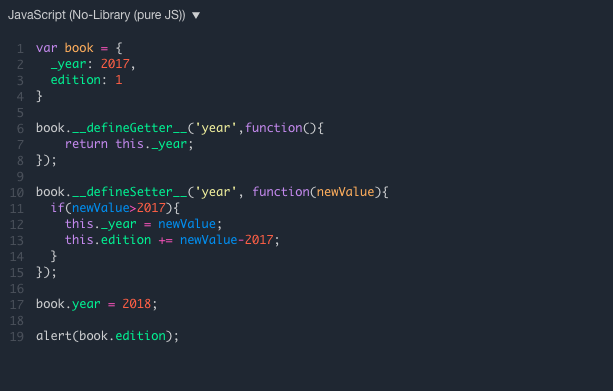 JavaScript (No-Library (pure JS)) ▼
1 var book = {
2   _year: 2017,
3   edition: 1
4 }
5
6 book.__defineGetter__('year',function(){
7     return this._year;
8 });
9
10 book.__defineSetter__('year', function(newValue){
11   if(newValue>2017){
12     this._year = newValue;
13     this.edition += newValue-2017;
14   }
15 });
16
17 book.year = 2018;
18
19 alert(book.edition);